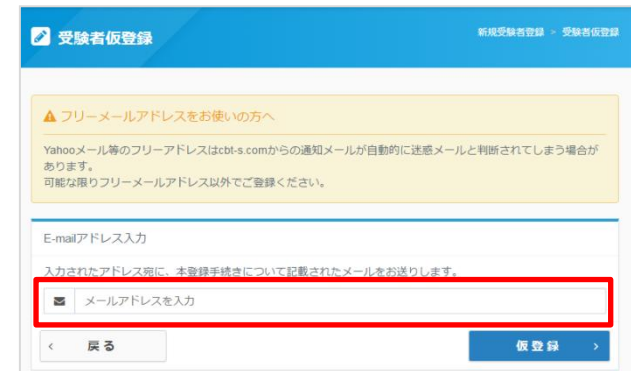 受験者仮登録
新規受験者登録 > 受験者仮登録
フリーメールアドレスをお使いの方へ
Yahooメール等のフリーアドレスはcbt-s.comからの通知メールが自動的に迷惑メールと判断されてしまう場合が
あります。
可能な限りフリーメールアドレス以外でご登録ください。
E-mailアドレス入力
入力されたアドレス宛に、本登録手続きについて記載されたメールをお送りします。
メールアドレスを入力
< 戻る
仮登録 >